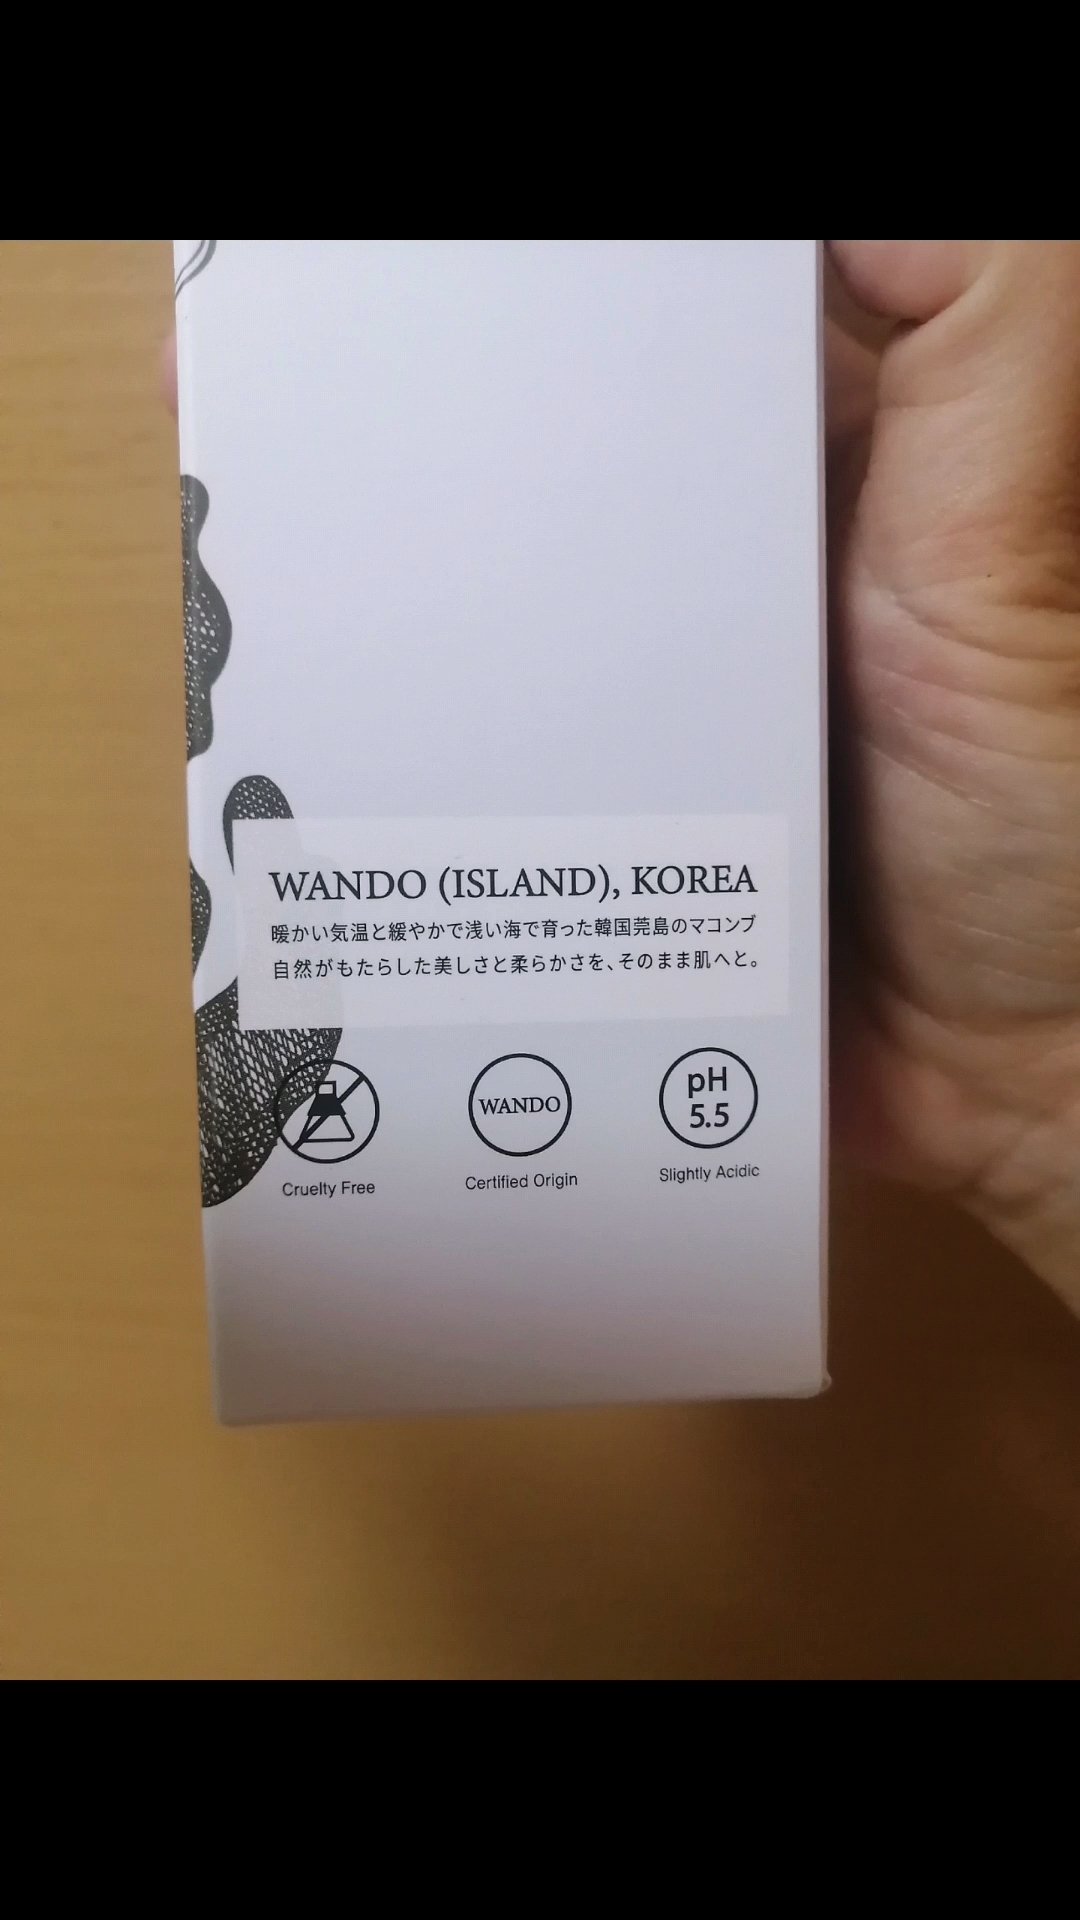 WANDO (ISLAND), KOREA
暖かい気温と緩やかで浅い海で育った韓国莞島のマコンブ
自然がもたらした美しさと柔らかさを、そのまま肌へと。
WANDO
pH
5.5
Cruelty Free
Certified Origin
Slightly Acidic